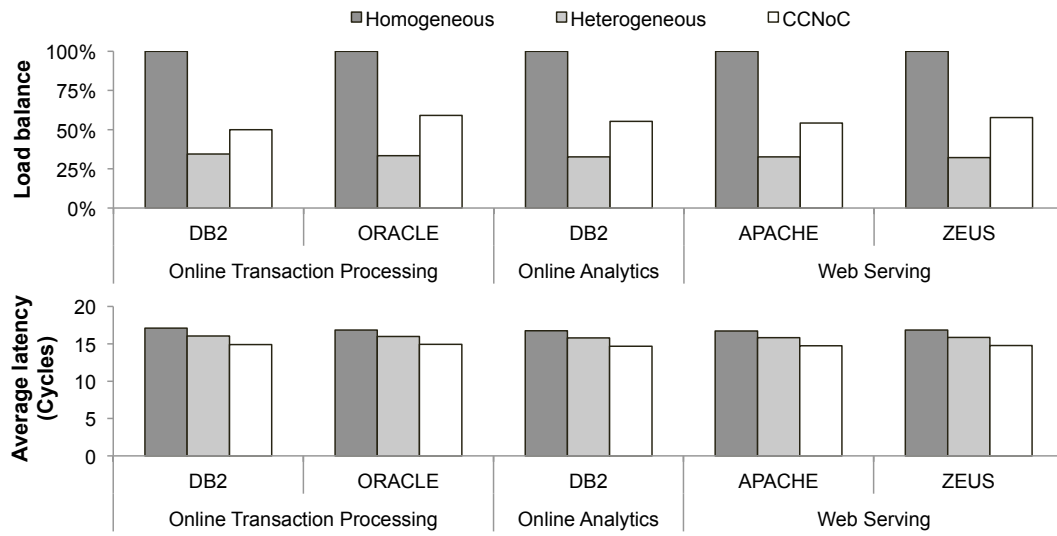 Homogeneous Heterogeneous CCNoC
Load balance
100%
75%
50%
25%
0%
DB2 ORACLE DB2 APACHE ZEUS
Online Transaction Processing Online Analytics Web Serving
Average latency
(Cycles)
20
15
10
5
0
DB2 ORACLE DB2 APACHE ZEUS
Online Transaction Processing Online Analytics Web Serving